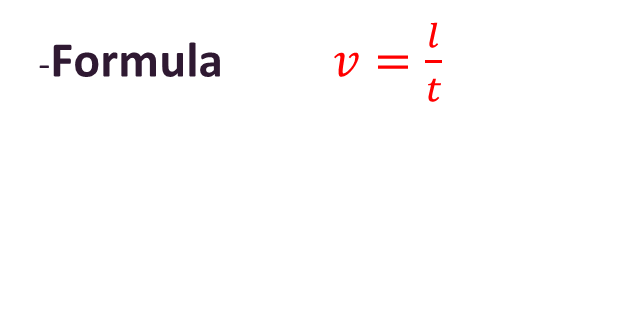 -Formula v = l/t